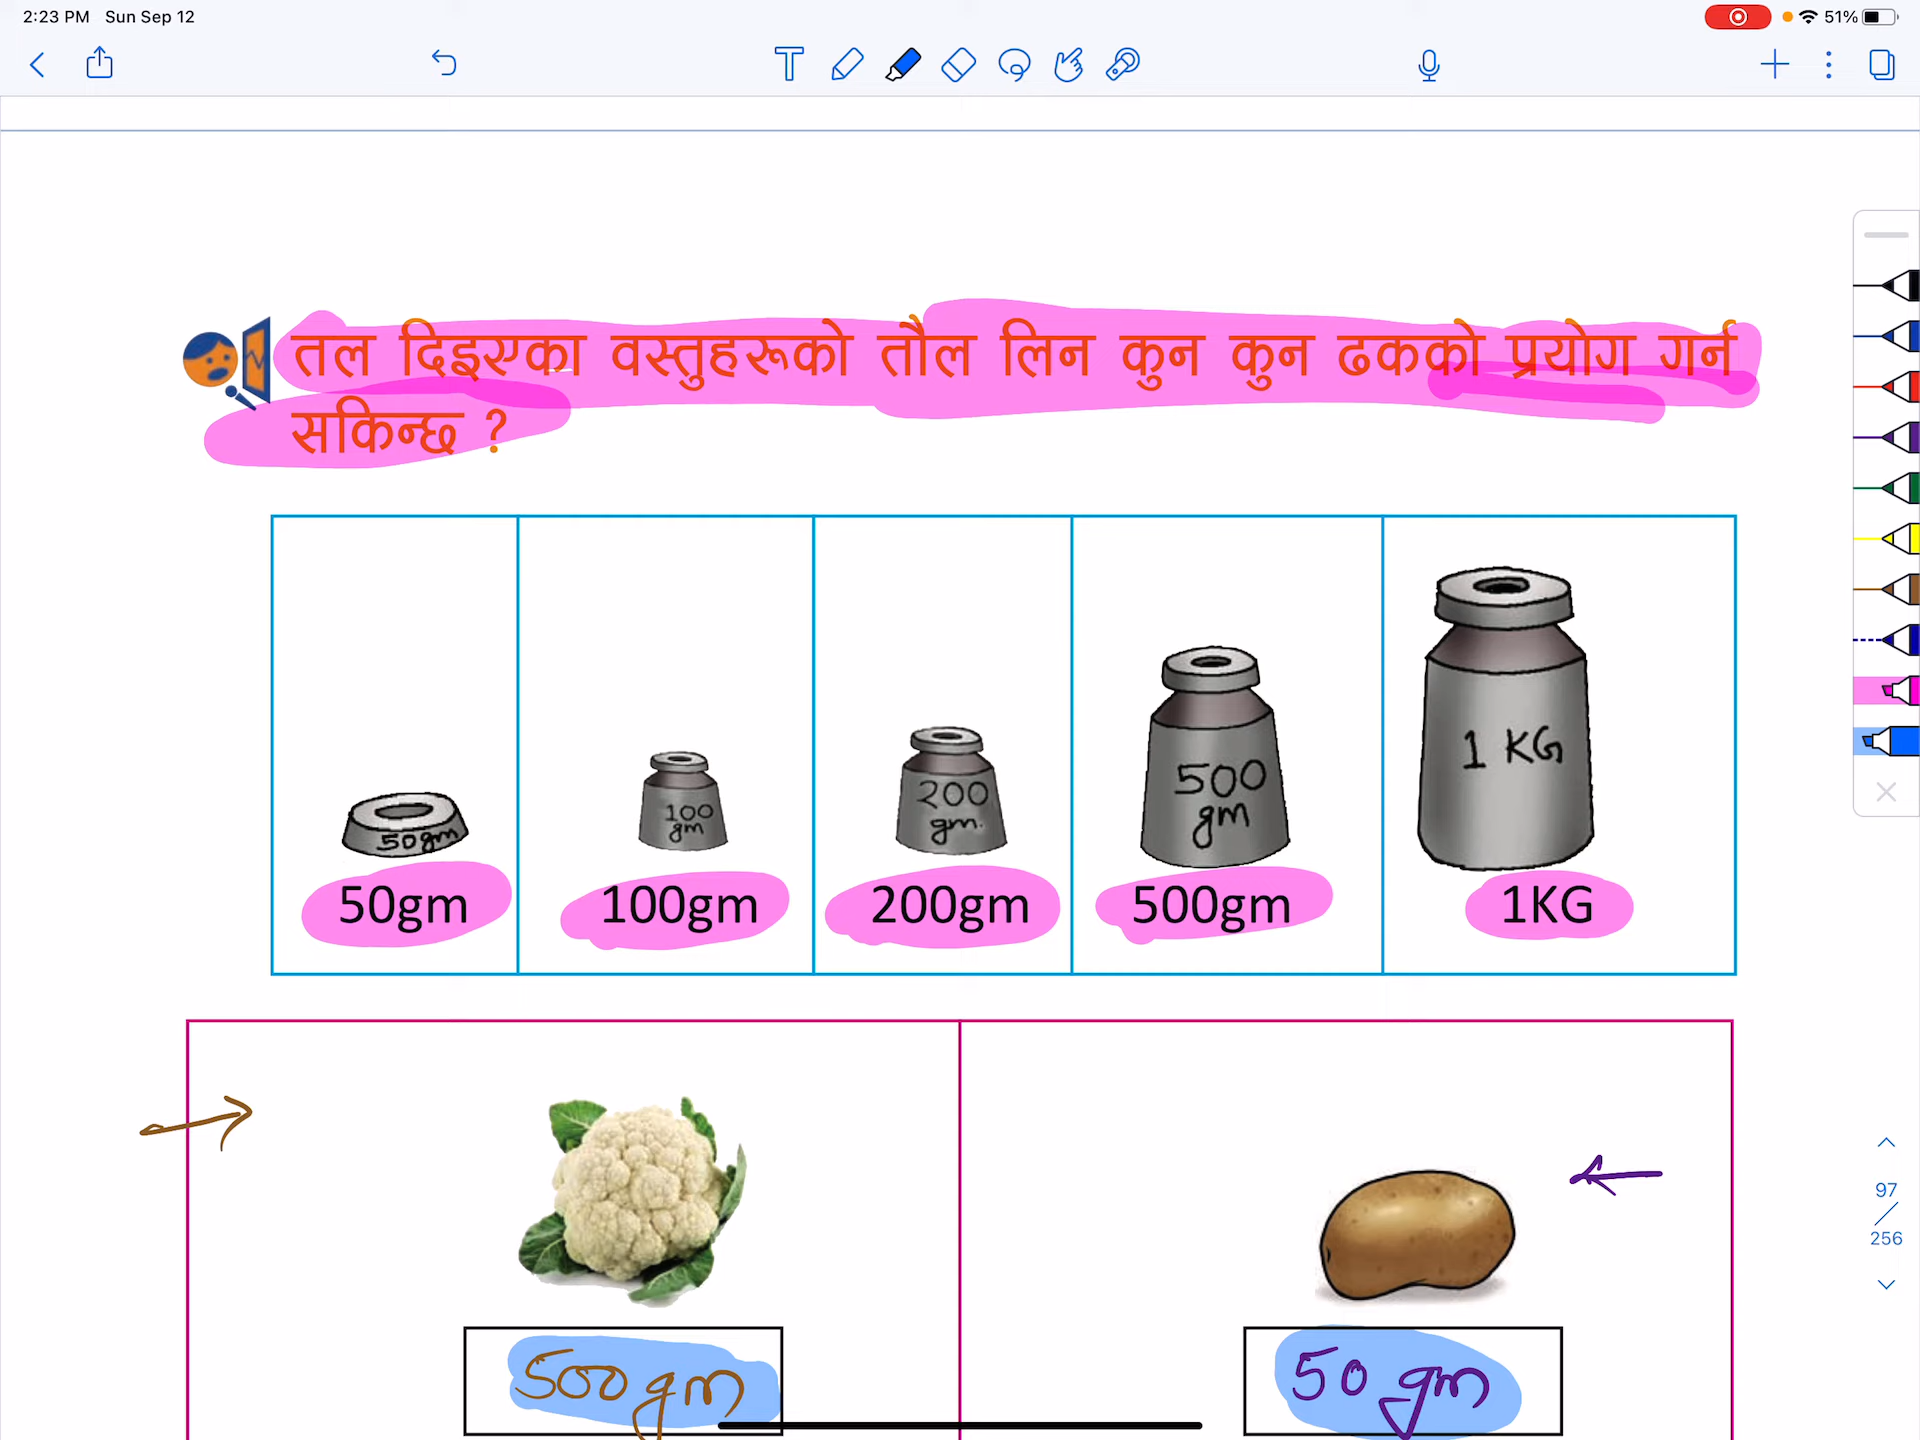 2:23 PM Sun Sep 12
51%
तल दिइएका वस्तुहरूको तौल लिन कुन कुन ढकको प्रयोग गर्न
सकिन्छ ?
50gm
100
gm
200
gm.
500
gm
1 KG
50gm 100gm 200gm 500gm 1KG
97
/
256
500 gm 50 gm